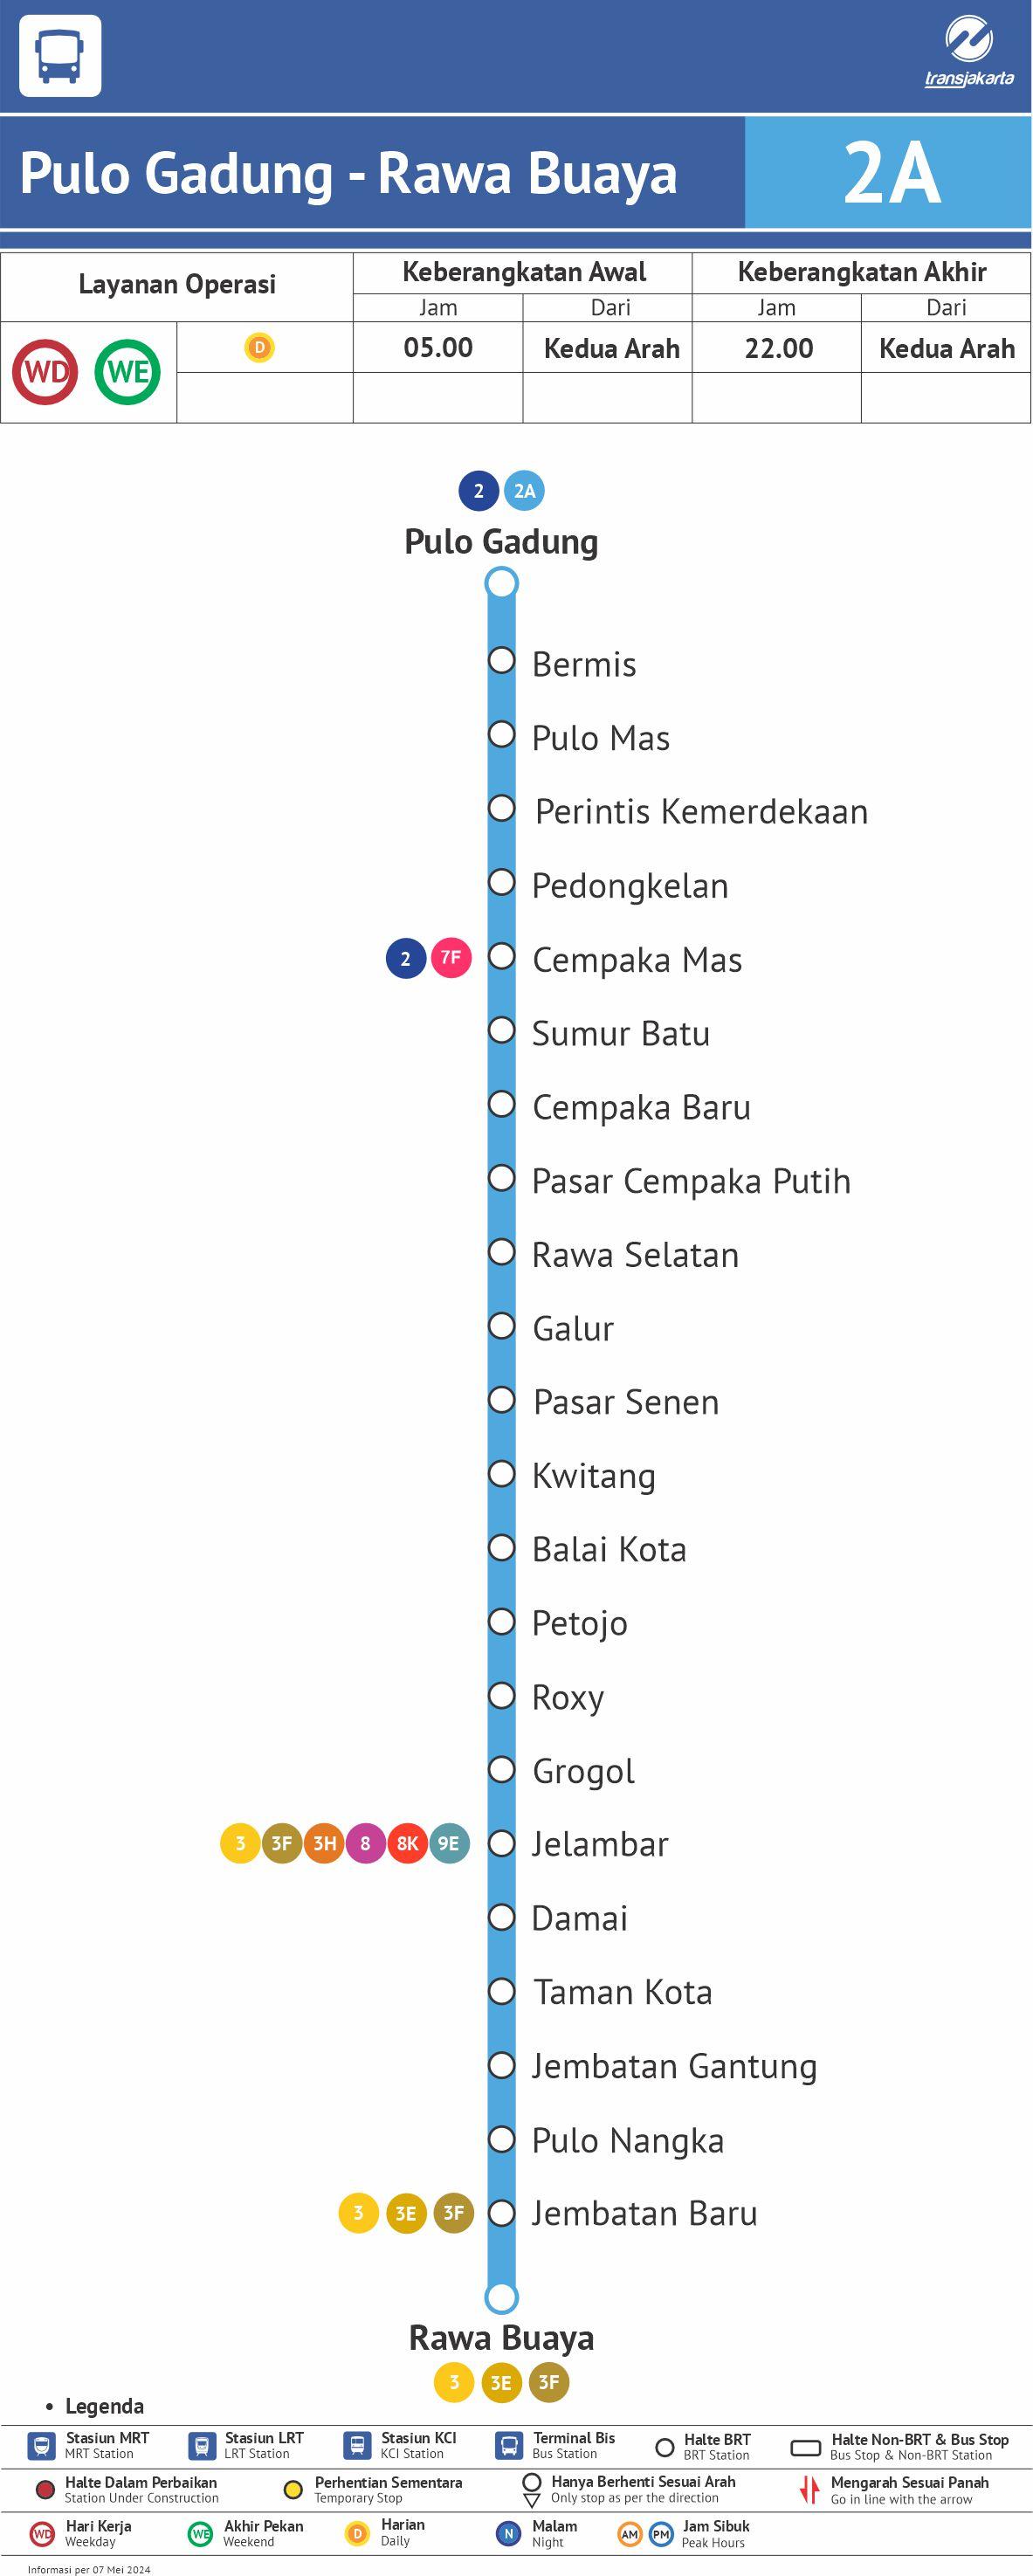 transjakarta
Pulo Gadung - Rawa Buaya
2A
Layanan Operasi
Keberangkatan Awal
Keberangkatan Akhir
Jam
Dari
Jam
Dari
WD
WE
D
05.00
Kedua Arah
22.00
Kedua Arah
2 2A
Pulo Gadung
Bermis
Pulo Mas
Perintis Kemerdekaan
Pedongkelan
2 7F Cempaka Mas
Sumur Batu
Cempaka Baru
Pasar Cempaka Putih
Rawa Selatan
Galur
Pasar Senen
Kwitang
Balai Kota
Petojo
Roxy
Grogol
3 3F 3H 8 8K 9E Jelambar
Damai
Taman Kota
Jembatan Gantung
Pulo Nangka
3 3E 3F Jembatan Baru
Rawa Buaya
3 3E 3F
• Legenda
Stasiun MRT
MRT Station
Stasiun LRT
LRT Station
Stasiun KCI
KCI Station
Terminal Bis
Bus Station
Halte BRT
BRT Station
Halte Non-BRT & Bus Stop
Bus Stop & Non-BRT Station
Halte Dalam Perbaikan
Station Under Construction
Perhentian Sementara
Temporary Stop
Hanya Berhenti Sesuai Arah
Only stop as per the direction
Mengarah Sesuai Panah
Go in line with the arrow
WD
Hari Kerja
Weekday
WE
Akhir Pekan
Weekend
D
Harian
Daily
N
Malam
Night
AM PM
Jam Sibuk
Peak Hours
Informasi per 07 Mei 2024